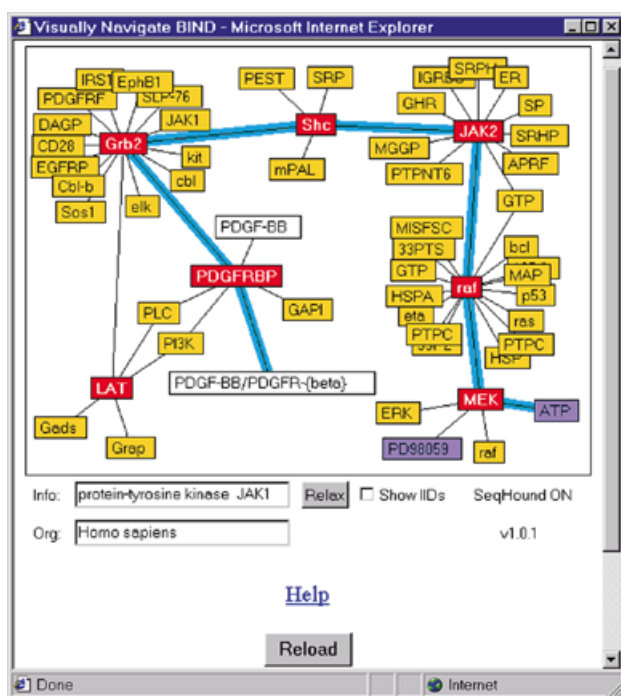 Visually Navigate BIND - Microsoft Internet Explorer
IRS1
EphB1
PDGFRF
SLP-76
DAGP
JAK1
CD28
Grb2
EGFRP
kit
Cbl-b
cbl
Sos1
elk
PEST
SRP
Shc
mPAL
SRPH
ER
GHR
SP
JAK2
SRHP
MGGP
APRF
PTPNT6
GTP
PDGF-BB
PDGFRBP
GAP1
PLC
PI3K
PDGF-BB/PDGFR-{beta}
LAT
Gads
Grap
MISFSC
33PTS
bcl
GTP
MAP
raf
HSPA
p53
eta
ras
PTPC
PTPC
HSP
MEK
ERK
ATP
PD98059
raf
Info: protein-tyrosine kinase JAK1 Relax Show IIDs SeqHound ON
Org: Homo sapiens v1.0.1
Help
Reload
Done Internet